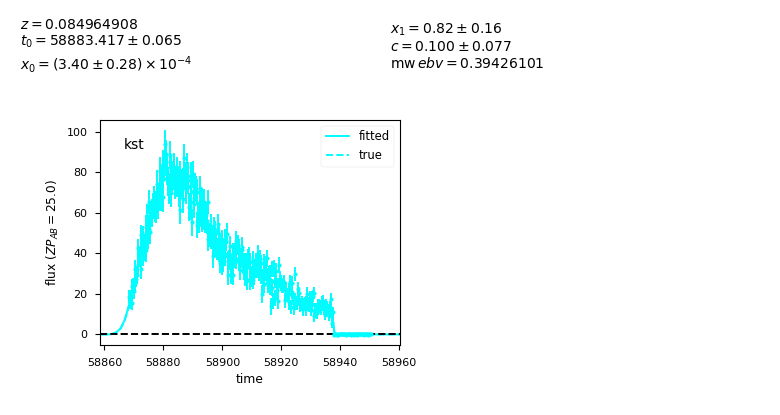 z = 0.084964908
t₀ = 58883.417 ± 0.065
x₀ = (3.40 ± 0.28) × 10⁻⁴
x₁ = 0.82 ± 0.16
c = 0.100 ± 0.077
mw ebv = 0.39426101
kst
fitted
true
100
80
60
40
20
0
flux (ZP_AB = 25.0)
58860 58880 58900 58920 58940 58960
time